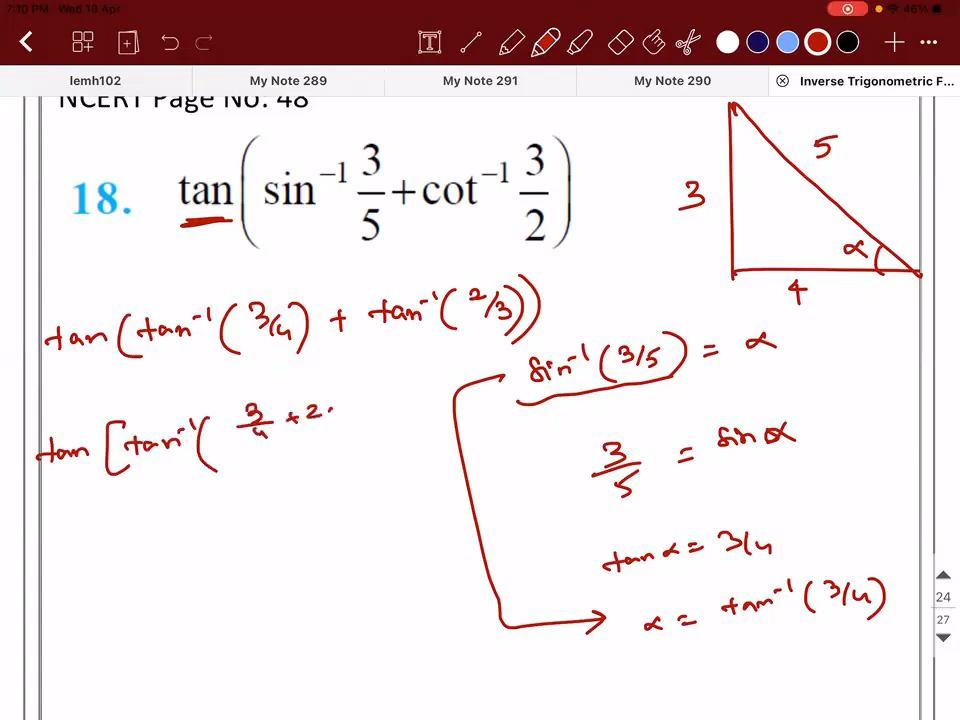 7:10 PM Wed 13 Apr 46%
lemh102 My Note 289 My Note 291 My Note 290 Inverse Trigonometric F...
NCERT Page No. 48
18. tan(sin⁻¹ 3/5 + cot⁻¹ 3/2)
5
3
α
4
tan(tan⁻¹(3/4) + tan⁻¹(2/3))
sin⁻¹(3/5) = α
tan[tan⁻¹(3/4 + 2
3/5 = sin α
tan α = 3/4
α = tan⁻¹(3/4)
24
27